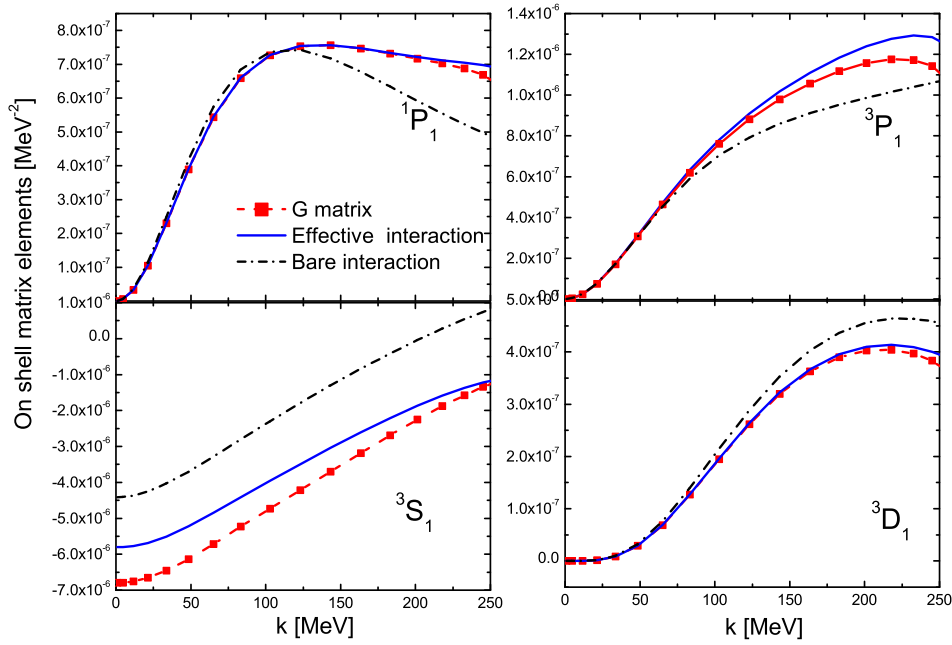 On shell matrix elements [MeV⁻²]
8.0x10⁻⁷
7.0x10⁻⁷
6.0x10⁻⁷
5.0x10⁻⁷
4.0x10⁻⁷
3.0x10⁻⁷
2.0x10⁻⁷
1.0x10⁻⁷
¹P₁
G matrix
Effective interaction
Bare interaction
1.4x10⁻⁶
1.2x10⁻⁶
1.0x10⁻⁶
8.0x10⁻⁷
6.0x10⁻⁷
4.0x10⁻⁷
2.0x10⁻⁷
0.0
³P₁
1.0x10⁻⁶
0.0
-1.0x10⁻⁶
-2.0x10⁻⁶
-3.0x10⁻⁶
-4.0x10⁻⁶
-5.0x10⁻⁶
-6.0x10⁻⁶
-7.0x10⁻⁶
³S₁
0 50 100 150 200 250
k [MeV]
4.0x10⁻⁷
3.0x10⁻⁷
2.0x10⁻⁷
1.0x10⁻⁷
0.0
³D₁
0 50 100 150 200 250
k [MeV]